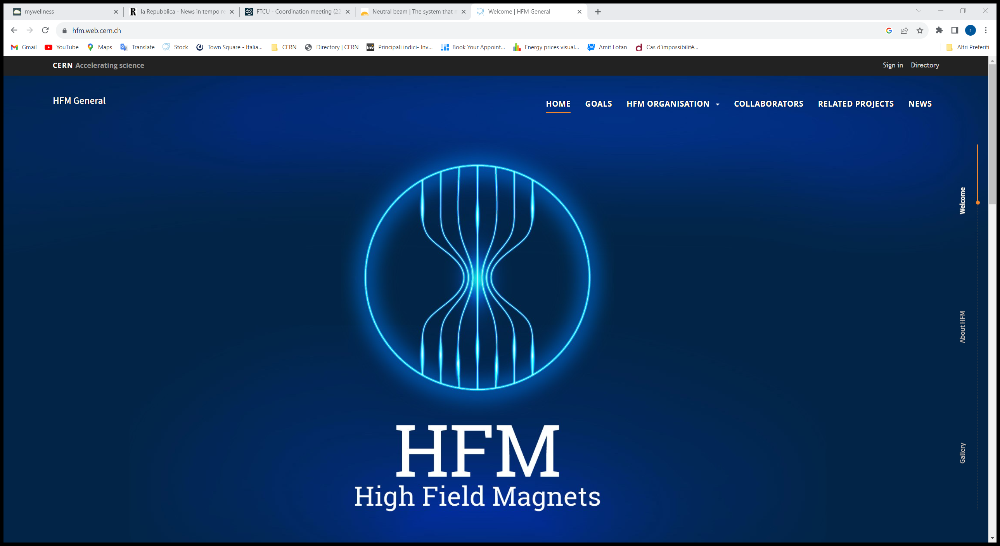 mywellness
la Repubblica - News in tempo re
FTCU - Coordination meeting (22
Neutral beam | The system that m
Welcome | HFM General
hfm.web.cern.ch
r
Gmail
YouTube
Maps
Translate
Stock
Town Square - Italia...
CERN
Directory | CERN
Inv
Principali indici- Inv...
Book Your Appoint...
Energy prices visual...
Amit Lotan
Cas d'impossibilité...
Altri Preferiti
CERN Accelerating science
Sign in
Directory
HFM General
HOME
GOALS
HFM ORGANISATION
COLLABORATORS
RELATED PROJECTS
NEWS
Welcome
About HFM
Gallery
HFM
High Field Magnets